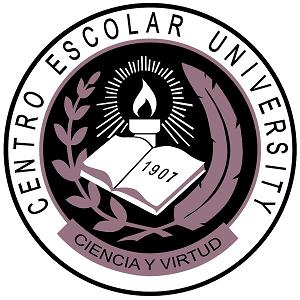 CENTRO ESCOLAR UNIVERSITY
1907
CIENCIA Y VIRTUD